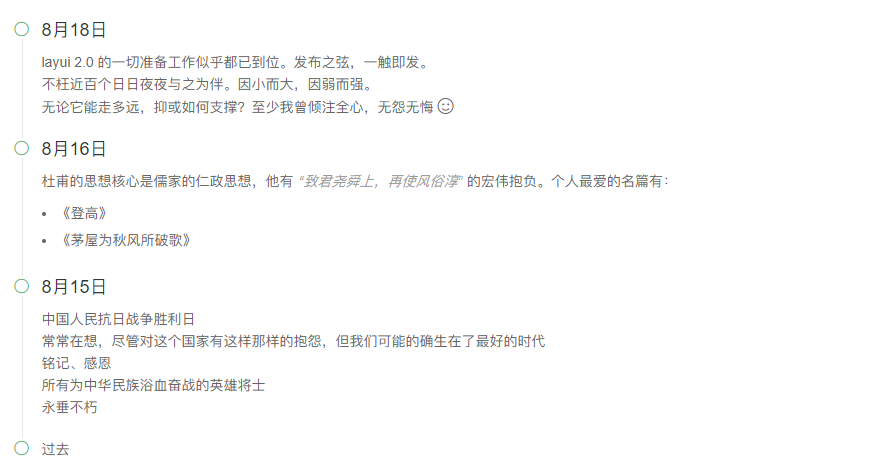 8月18日
layui 2.0 的一切准备工作似乎都已到位。发布之弦，一触即发。
不枉近百个日日夜夜与之为伴。因小而大，因弱而强。
无论它能走多远，抑或如何支撑？至少我曾倾注全心，无怨无悔
8月16日
杜甫的思想核心是儒家的仁政思想，他有 “致君尧舜上，再使风俗淳” 的宏伟抱负。个人最爱的名篇有：
• 《登高》
• 《茅屋为秋风所破歌》
8月15日
中国人民抗日战争胜利日
常常在想，尽管对这个国家有这样那样的抱怨，但我们可能的确生在了最好的时代
铭记、感恩
所有为中华民族浴血奋战的英雄将士
永垂不朽
过去